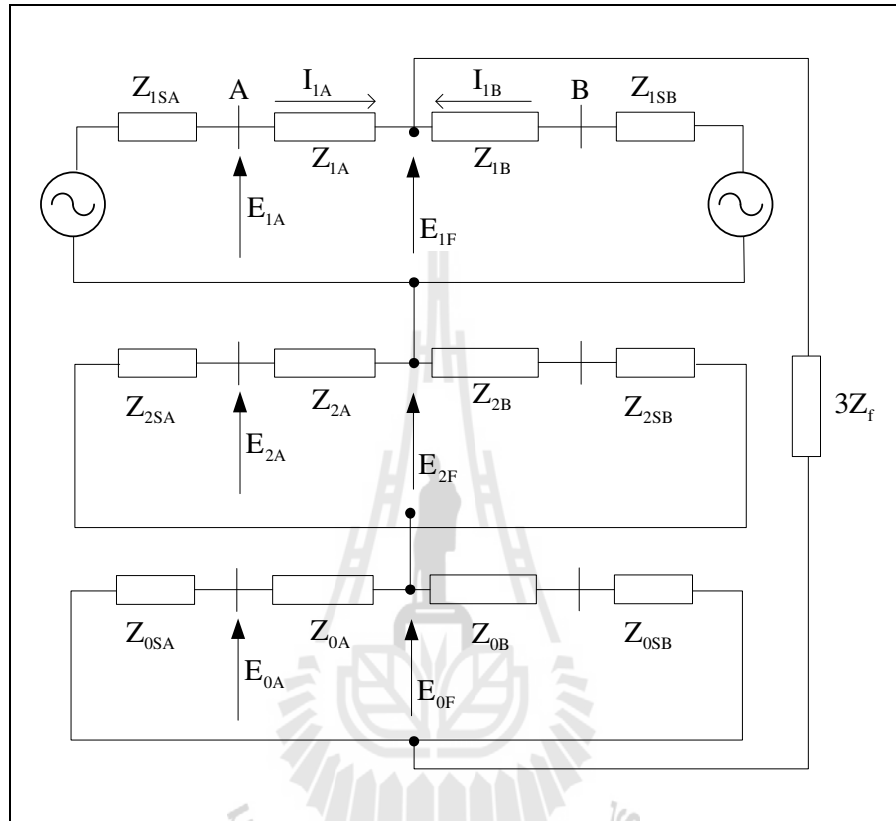 Z1SA A I1A I1B B Z1SB
Z1A Z1B
E1A E1F
Z2SA Z2A Z2B Z2SB 3Zf
E2A E2F
Z0SA Z0A Z0B Z0SB
E0A E0F